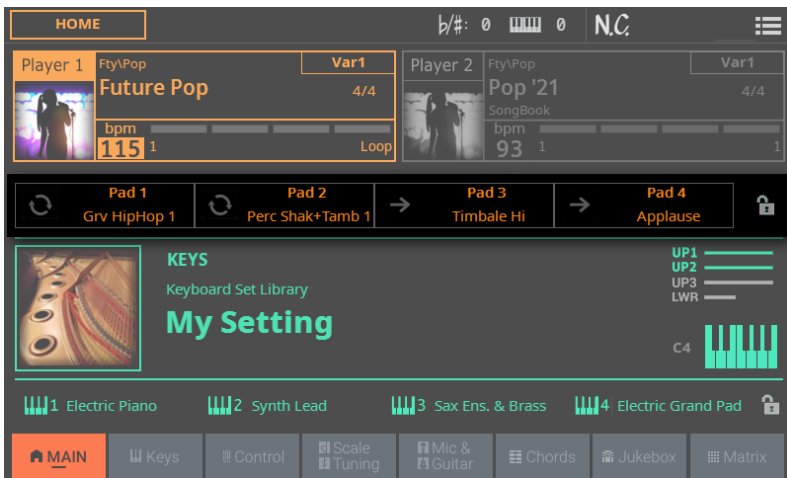 HOME
♭/#: 0 0 N.C.
Player 1 Fty\Pop Var1
Future Pop 4/4
bpm
115 1 Loop
Player 2 Fty\Pop Var1
Pop '21 4/4
SongBook
bpm
93 1 1
Pad 1
Grv HipHop 1
Pad 2
Perc Shak+Tamb 1
Pad 3
Timbale Hi
Pad 4
Applause
KEYS
Keyboard Set Library
My Setting
UP1
UP2
UP3
LWR
C4
1 Electric Piano
2 Synth Lead
3 Sax Ens. & Brass
4 Electric Grand Pad
MAIN
Keys
Control
Scale
Tuning
Mic &
Guitar
Chords
Jukebox
Matrix